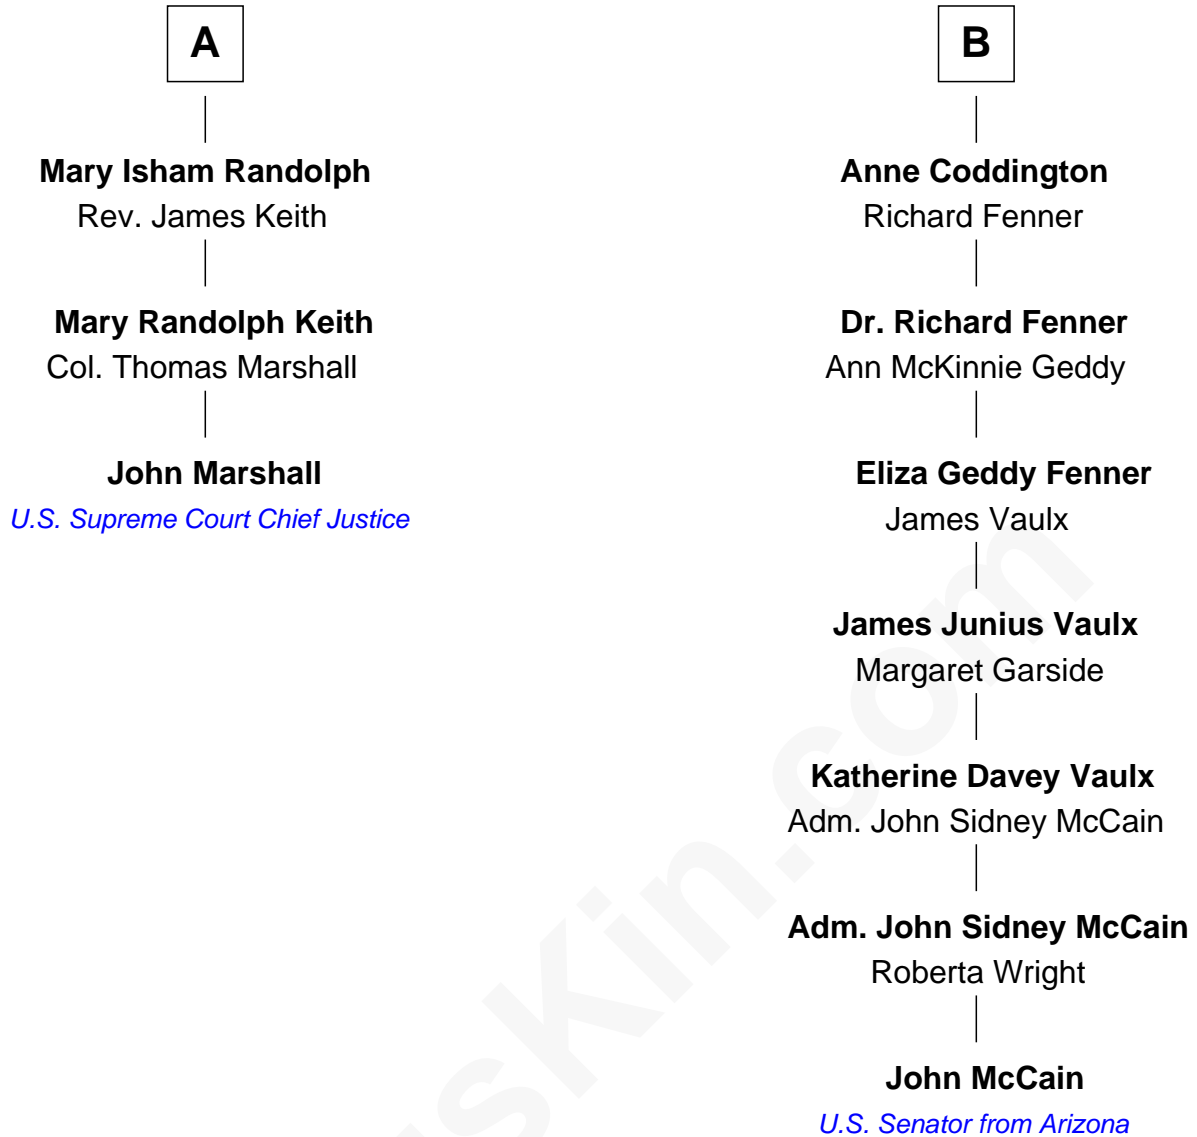 A
Mary Isham Randolph
Rev. James Keith
Mary Randolph Keith
Col. Thomas Marshall
John Marshall
U.S. Supreme Court Chief Justice
B
Anne Coddington
Richard Fenner
Dr. Richard Fenner
Ann McKinnie Geddy
Eliza Geddy Fenner
James Vaulx
James Junius Vaulx
Margaret Garside
Katherine Davey Vaulx
Adm. John Sidney McCain
Adm. John Sidney McCain
Roberta Wright
John McCain
U.S. Senator from Arizona
sKin.com